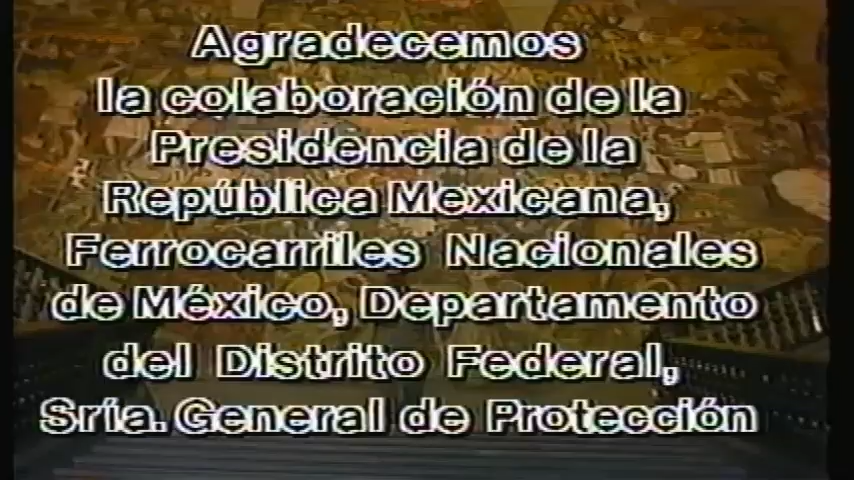 Agradecemos
la colaboración de la
Presidencia de la
República Mexicana,
Ferrocarriles Nacionales
de México, Departamento
del Distrito Federal,
Sría. General de Protección